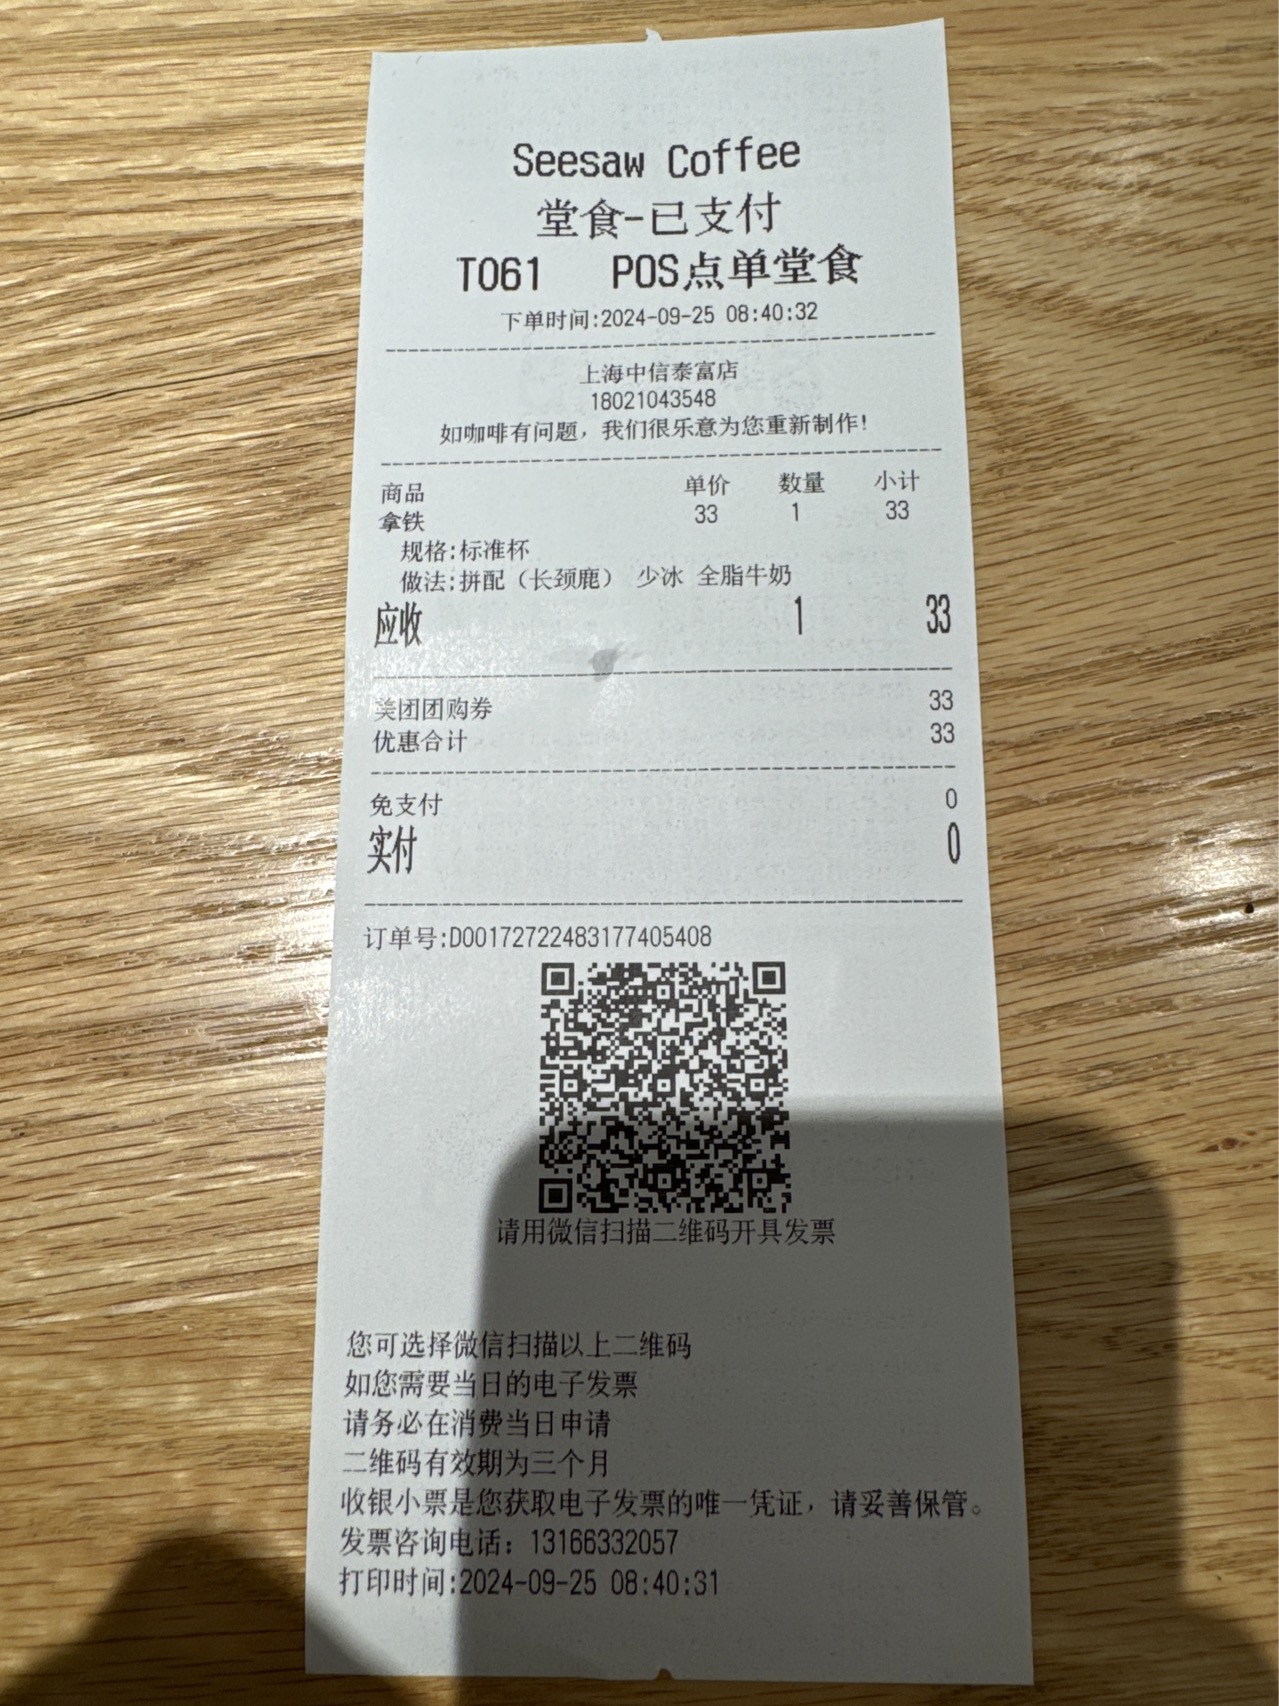 Seesaw Coffee
堂食-已支付
T061 POS点单堂食
下单时间:2024-09-25 08:40:32
上海中信泰富店
18021043548
如咖啡有问题，我们很乐意为您重新制作!
商品 单价 数量 小计
拿铁 33 1 33
规格:标准杯
做法:拼配（长颈鹿） 少冰 全脂牛奶
应收 1 33
美团团购券 33
优惠合计 33
免支付 0
实付 0
订单号:D001727224831​77405408
请用微信扫描二维码开具发票
您可选择微信扫描以上二维码
如您需要当日的电子发票
请务必在消费当日申请
二维码有效期为三个月
收银小票是您获取电子发票的唯一凭证，请妥善保管。
发票咨询电话：13166332057
打印时间:2024-09-25 08:40:31